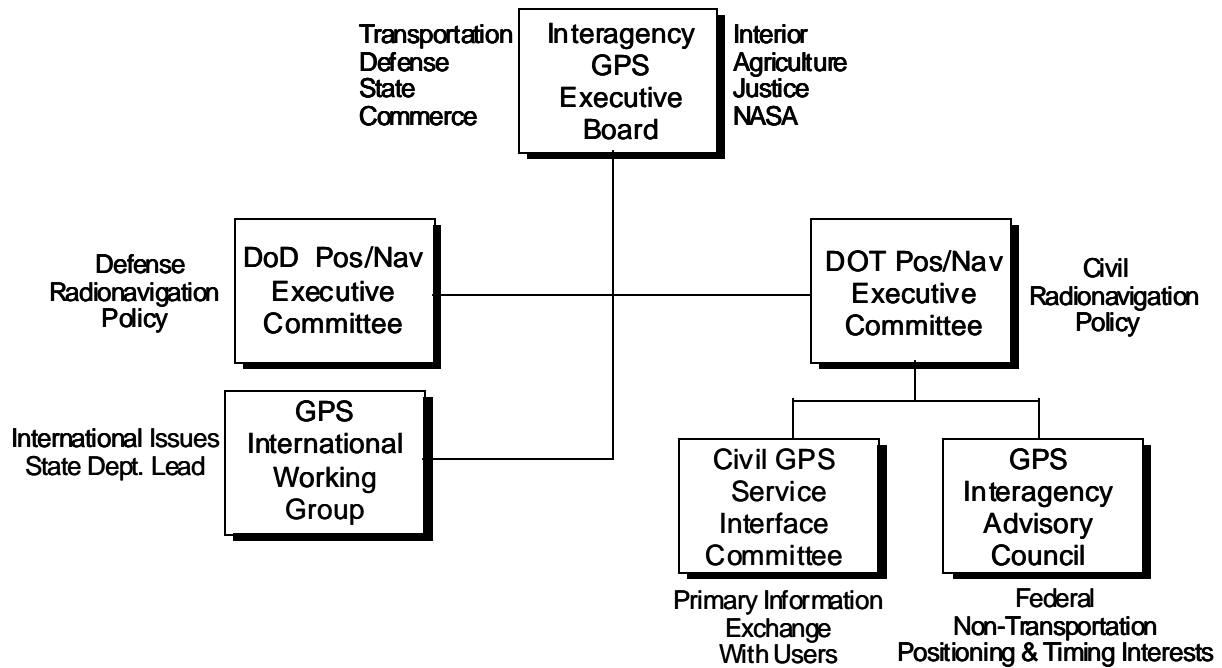 Transportation
Defense
State
Commerce
Interagency
GPS
Executive
Board
Interior
Agriculture
Justice
NASA
Defense
Radionavigation
Policy
DoD Pos/Nav
Executive
Committee
DOT Pos/Nav
Executive
Committee
Civil
Radionavigation
Policy
International Issues
State Dept. Lead
GPS
International
Working
Group
Civil GPS
Service
Interface
Committee
GPS
Interagency
Advisory
Council
Primary Information
Exchange
With Users
Federal
Non-Transportation
Positioning & Timing Interests